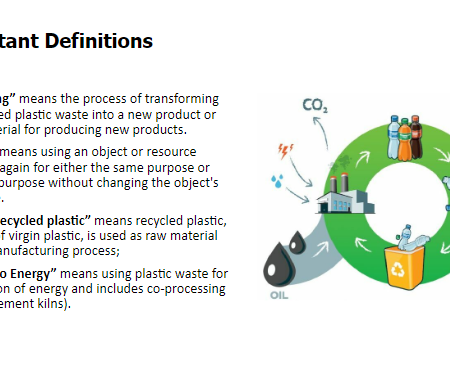 tant Definitions
ng” means the process of transforming
ed plastic waste into a new product or
erial for producing new products.
means using an object or resource
again for either the same purpose or
purpose without changing the object's
ecycled plastic” means recycled plastic,
f virgin plastic, is used as raw material
anufacturing process;
o Energy” means using plastic waste for
on of energy and includes co-processing
ement kilns).
CO2
OIL